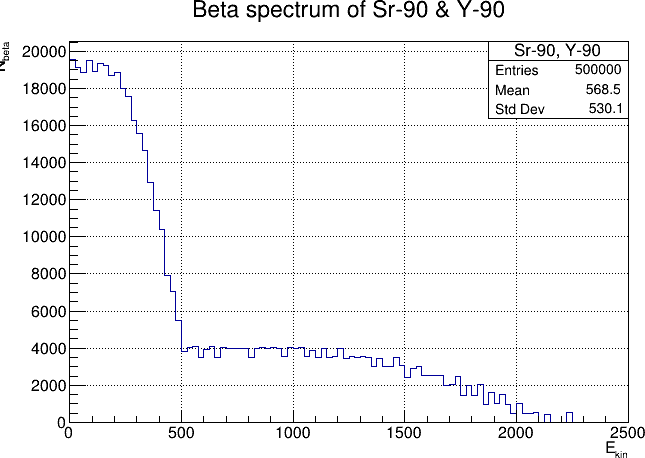 Beta spectrum of Sr-90 & Y-90
N_beta
20000
18000
16000
14000
12000
10000
8000
6000
4000
2000
0
0 500 1000 1500 2000 2500
E_kin
Sr-90, Y-90
Entries 500000
Mean 568.5
Std Dev 530.1